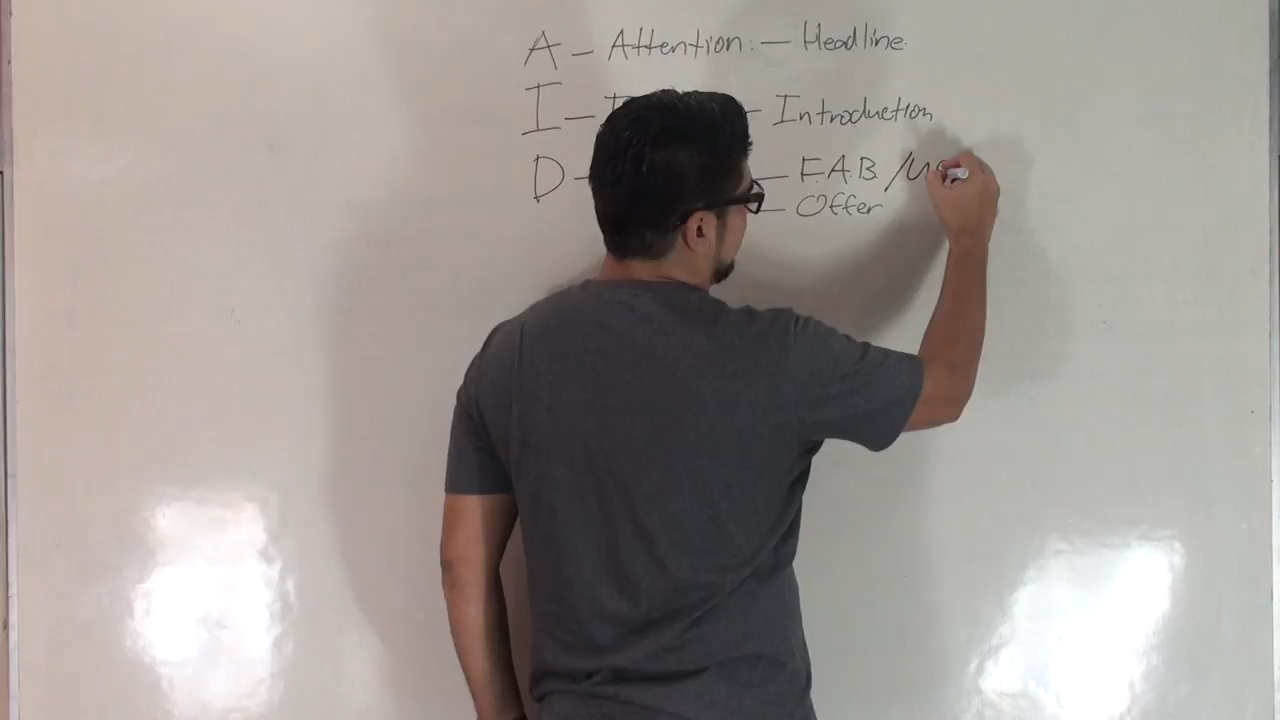 A - Attention: - Headline
I - - Introduction
D - - F.A.B. /
- Offer